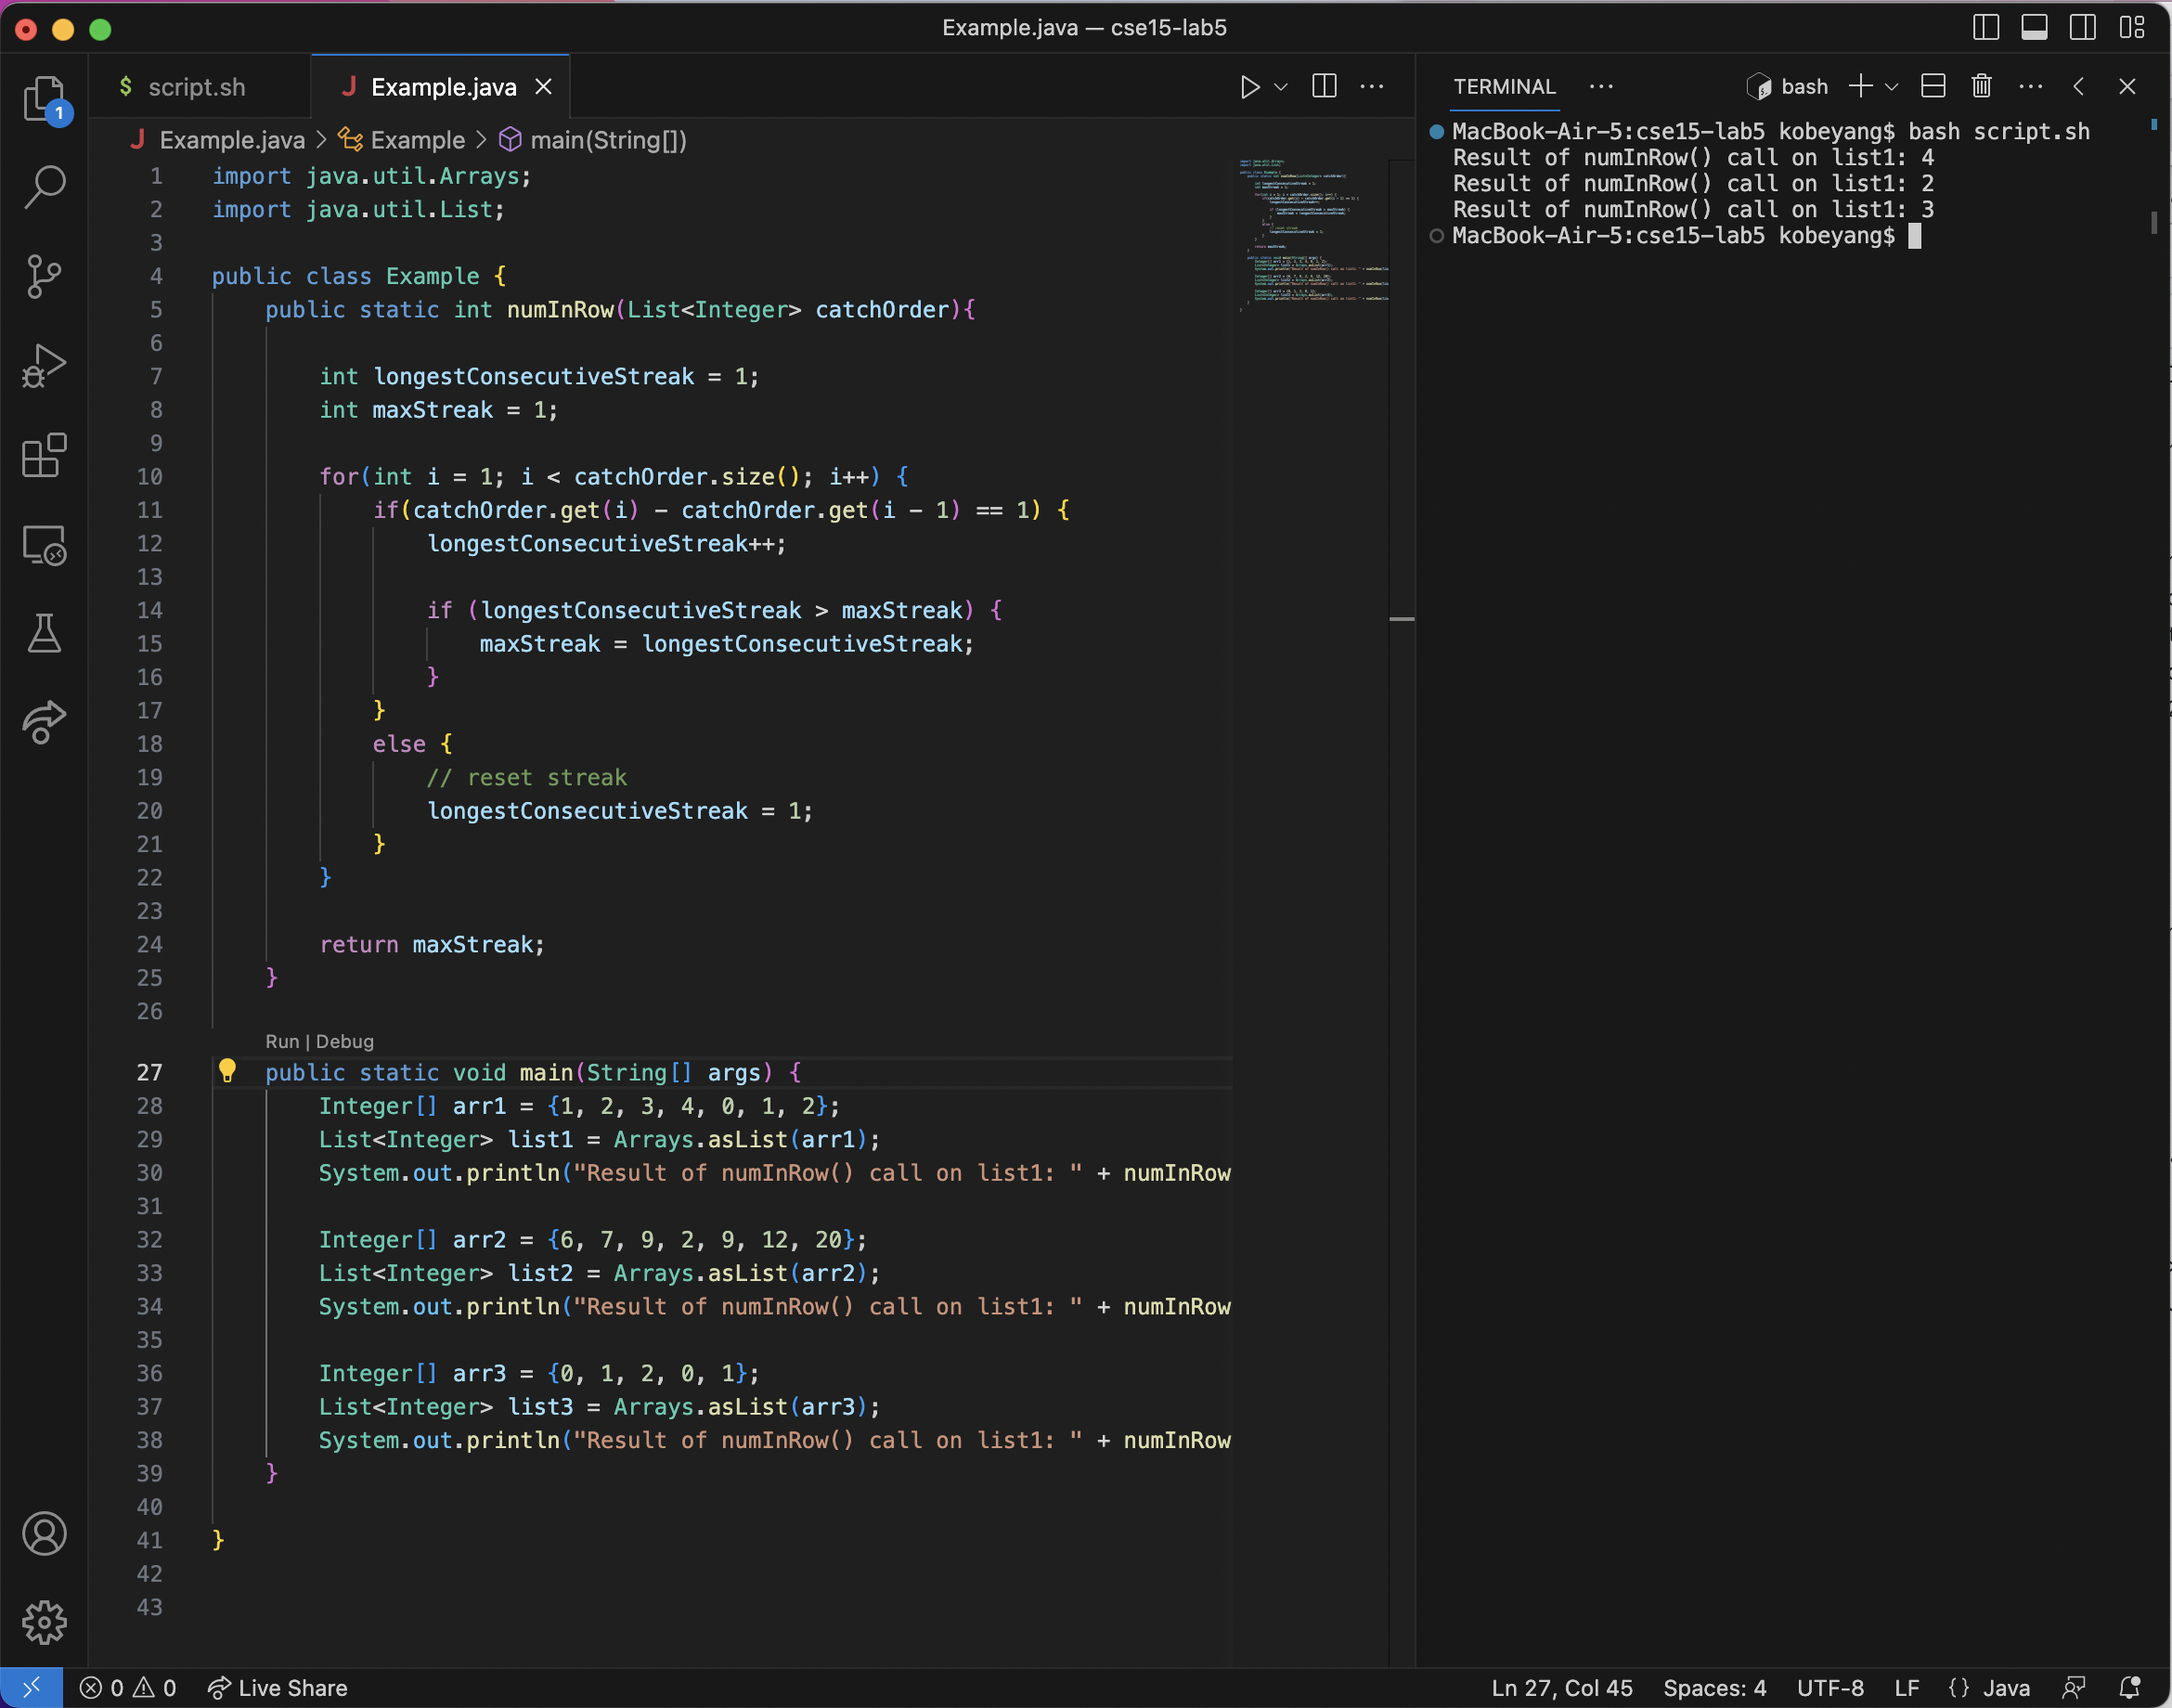 Example.java — cse15-lab5
$ script.sh
J Example.java
TERMINAL
bash
1
J Example.java > Example > main(String[])
1 import java.util.Arrays;
2 import java.util.List;
3
4 public class Example {
5 public static int numInRow(List<Integer> catchOrder){
6
7 int longestConsecutiveStreak = 1;
8 int maxStreak = 1;
9
10 for(int i = 1; i < catchOrder.size(); i++) {
11 if(catchOrder.get(i) - catchOrder.get(i - 1) == 1) {
12 longestConsecutiveStreak++;
13
14 if (longestConsecutiveStreak > maxStreak) {
15 maxStreak = longestConsecutiveStreak;
16 }
17 }
18 else {
19 // reset streak
20 longestConsecutiveStreak = 1;
21 }
22 }
23
24 return maxStreak;
25 }
26
Run | Debug
27 public static void main(String[] args) {
28 Integer[] arr1 = {1, 2, 3, 4, 0, 1, 2};
29 List<Integer> list1 = Arrays.asList(arr1);
30 System.out.println("Result of numInRow() call on list1: " + numInRow
31
32 Integer[] arr2 = {6, 7, 9, 2, 9, 12, 20};
33 List<Integer> list2 = Arrays.asList(arr2);
34 System.out.println("Result of numInRow() call on list1: " + numInRow
35
36 Integer[] arr3 = {0, 1, 2, 0, 1};
37 List<Integer> list3 = Arrays.asList(arr3);
38 System.out.println("Result of numInRow() call on list1: " + numInRow
39 }
40
41 }
42
43
MacBook-Air-5:cse15-lab5 kobeyang$ bash script.sh
Result of numInRow() call on list1: 4
Result of numInRow() call on list1: 2
Result of numInRow() call on list1: 3
MacBook-Air-5:cse15-lab5 kobeyang$
0 0 Live Share
Ln 27, Col 45 Spaces: 4 UTF-8 LF {} Java